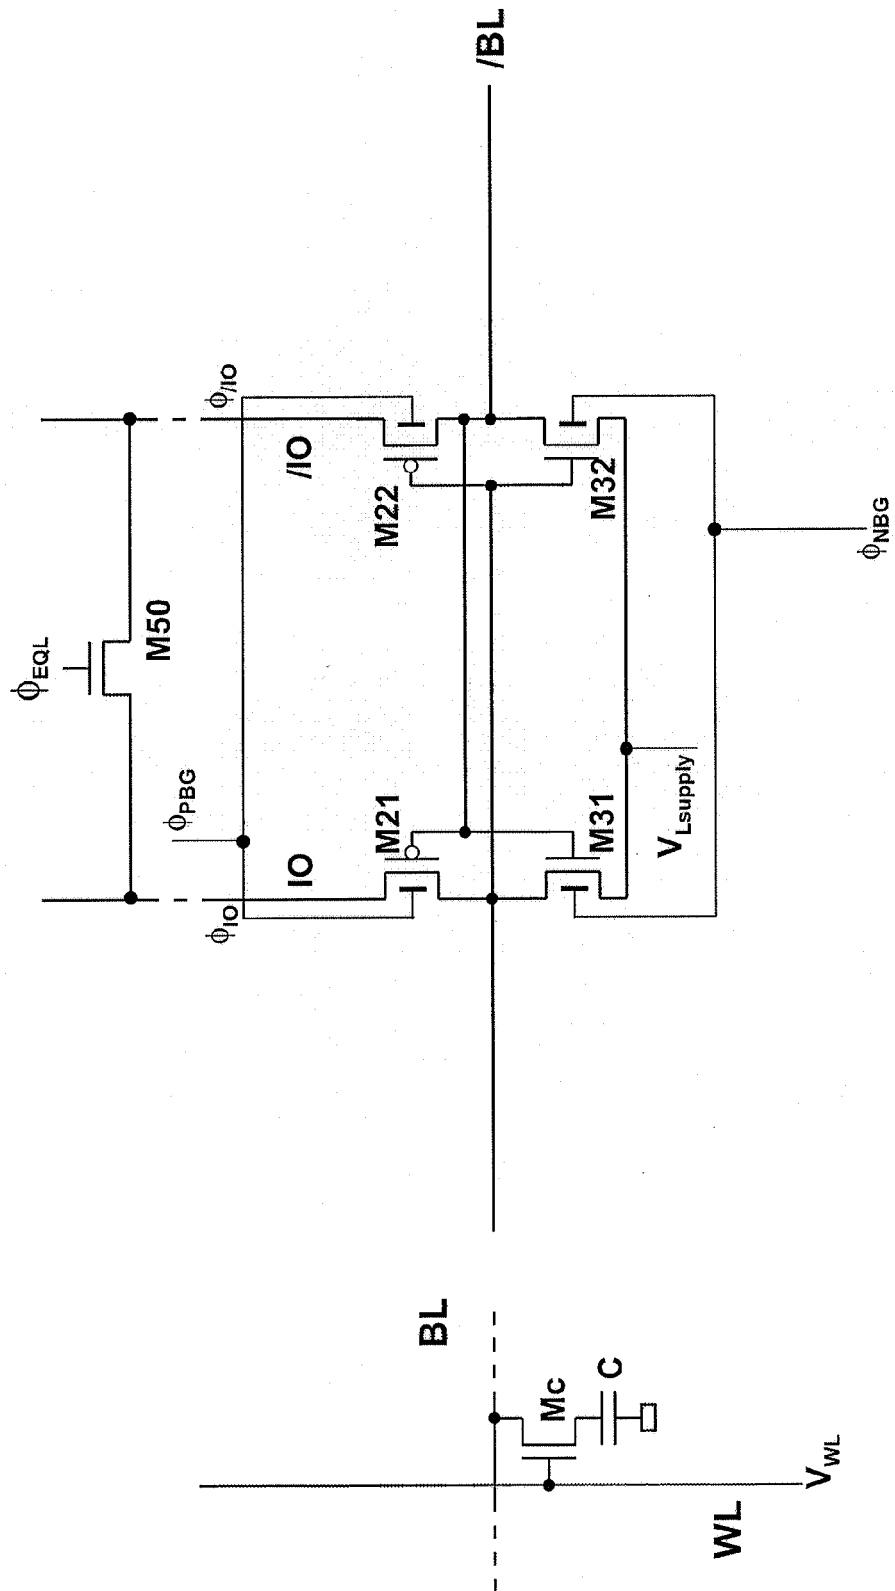 /BL
ϕ/IO
/IO
M22
M32
ϕNBG
ϕEQL
M50
ϕPBG
IO
M21
M31
VLsupply
ϕIO
BL
Mc
C
VWL
WL